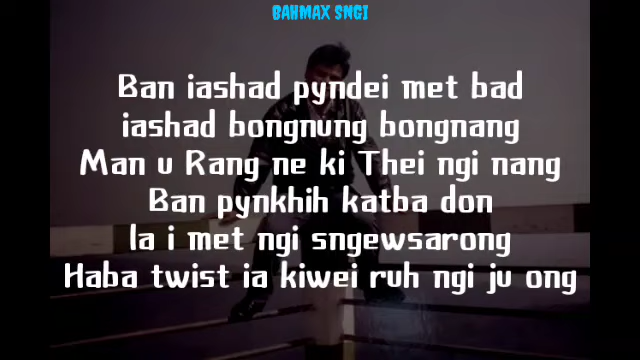 BAHMAX SNGI
Ban iashad pyndei met bad
iashad bongnung bongnang
Man u Rang ne ki Thei ngi nang
Ban pynkhih katba don
la i met ngi sngewsarong
Haba twist ia kiwei ruh ngi ju ong